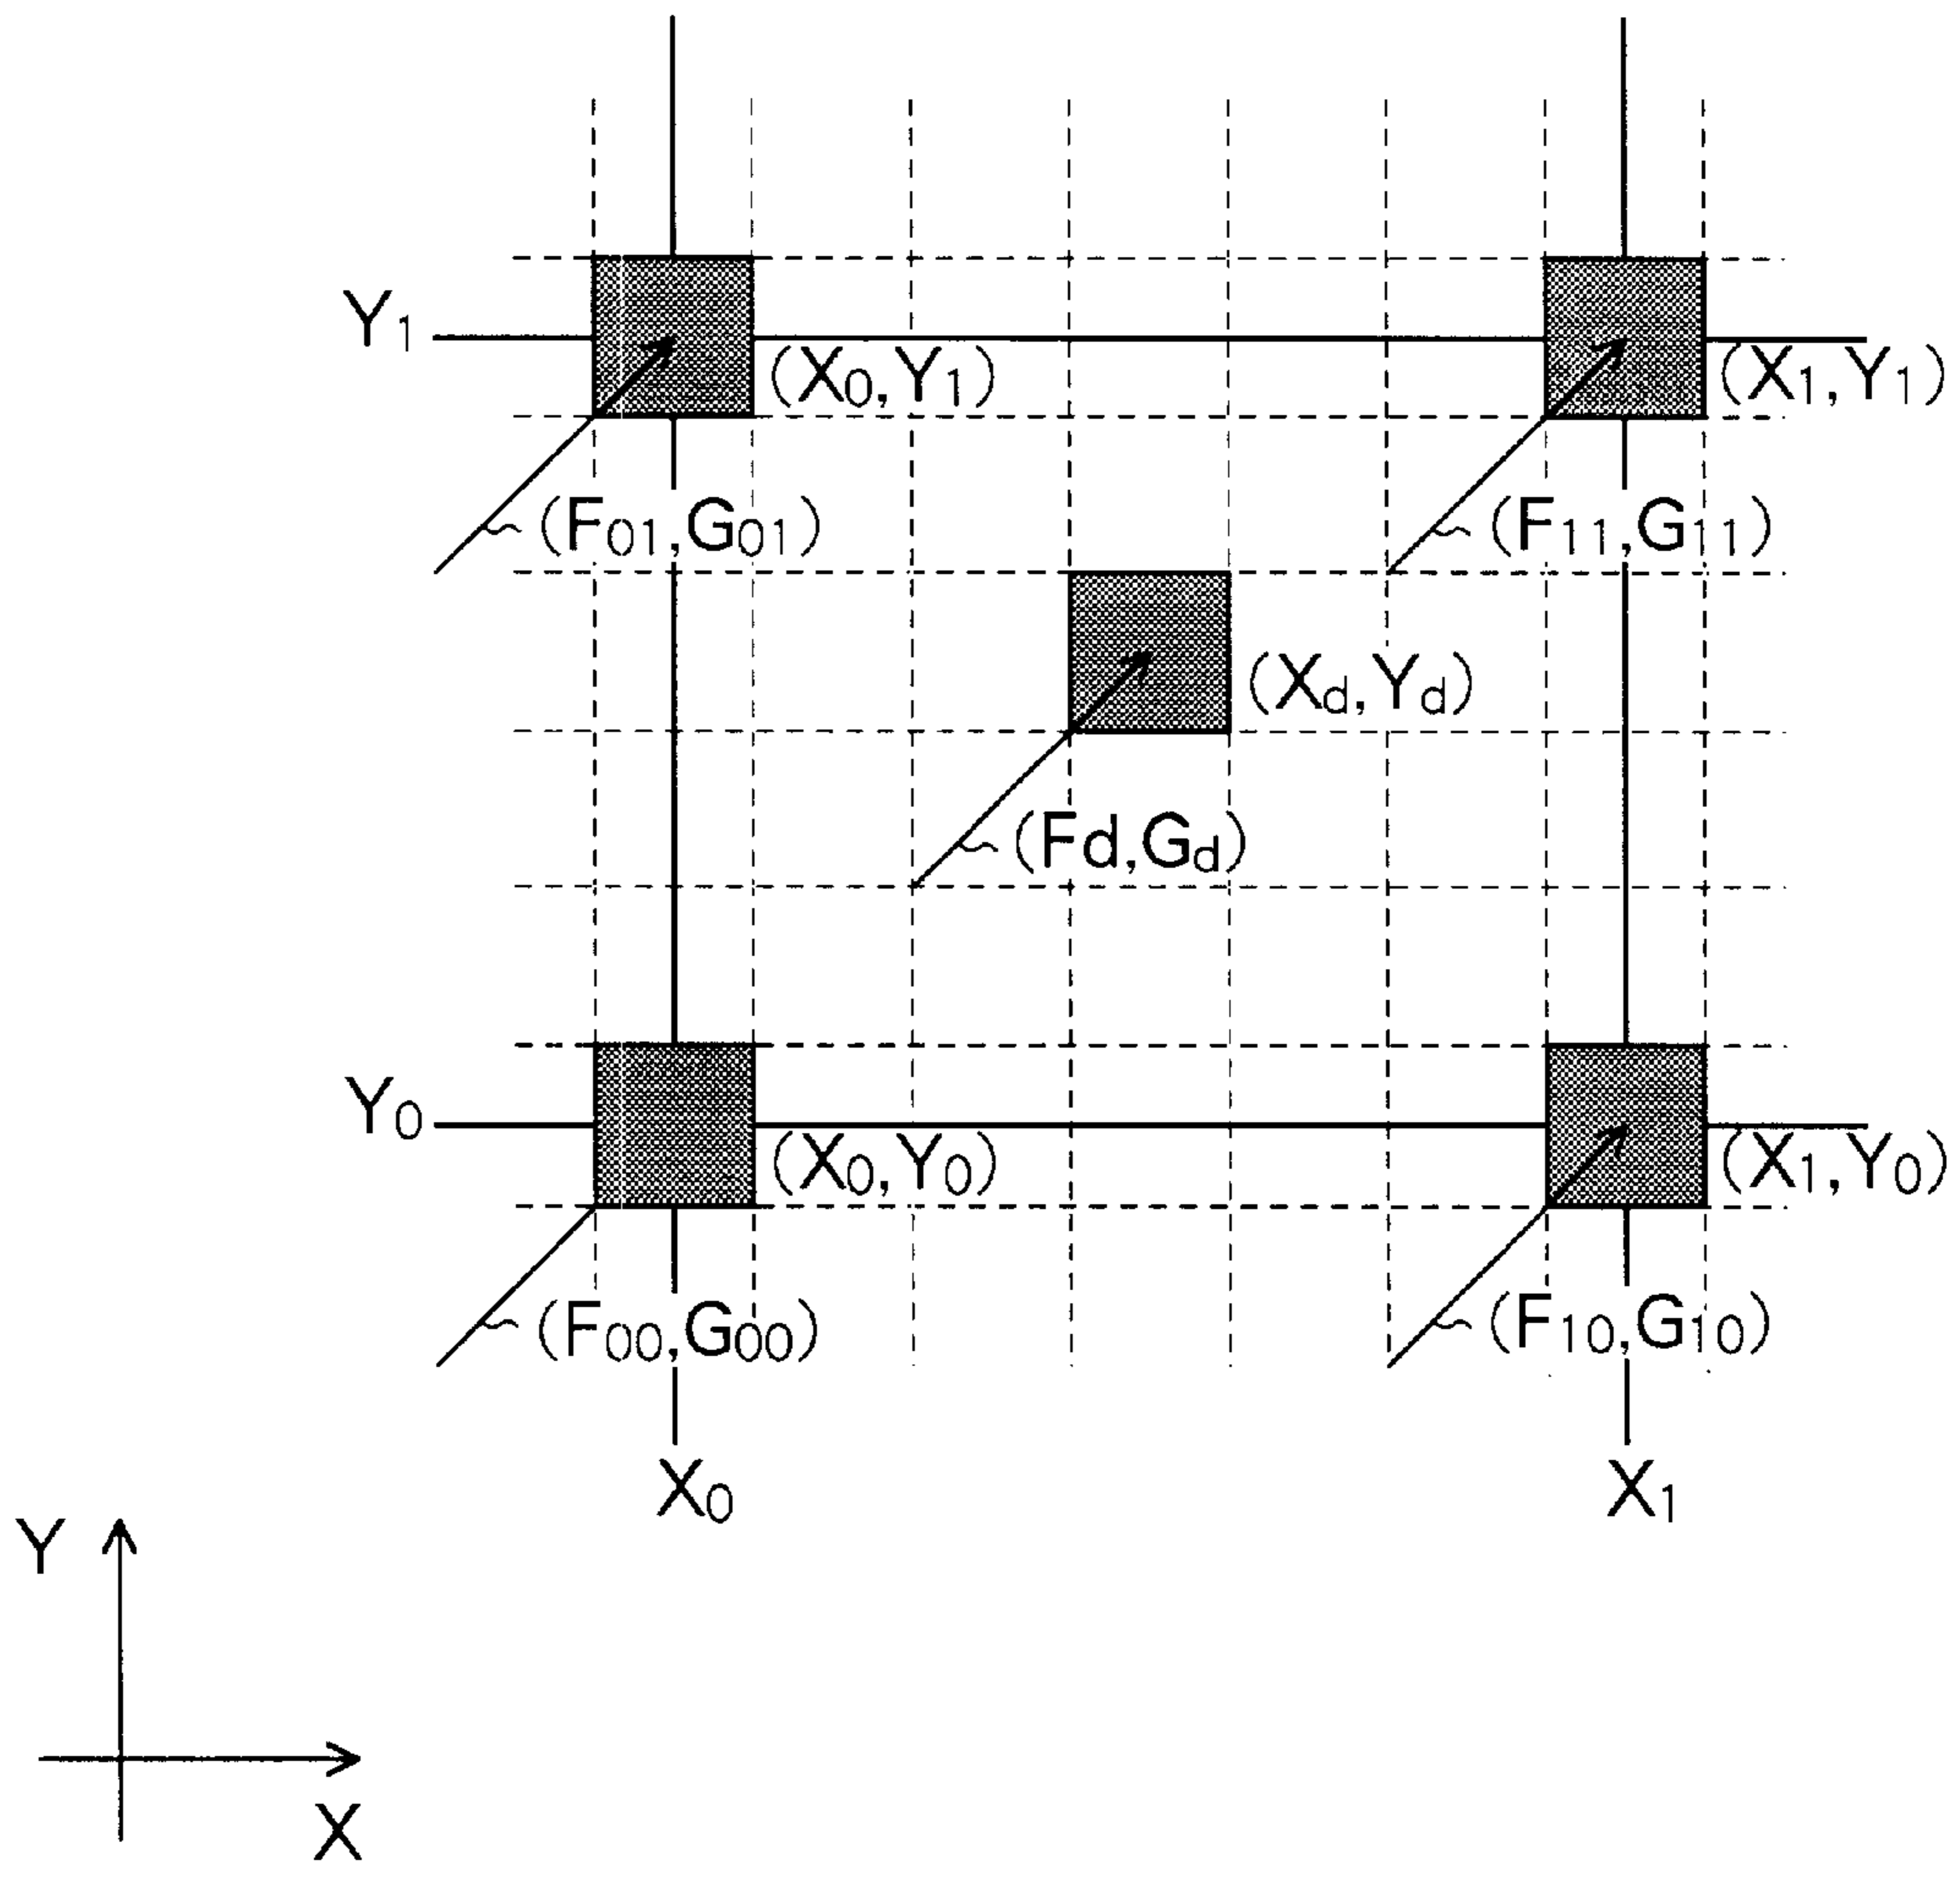 Y1
(X0,Y1)
(X1,Y1)
(F01,G01)
(F11,G11)
(Xd,Yd)
(Fd,Gd)
Y0
(X0,Y0)
(X1,Y0)
(F00,G00)
(F10,G10)
X0
X1
Y
X